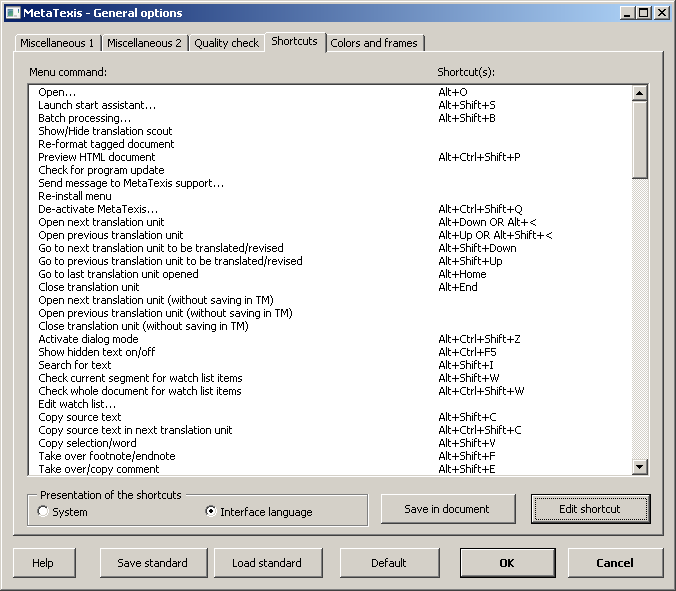 MetaTexis - General options
Miscellaneous 1 Miscellaneous 2 Quality check Shortcuts Colors and frames
Menu command: Shortcut(s):
Open... Alt+O
Launch start assistant... Alt+Shift+S
Batch processing... Alt+Shift+B
Show/Hide translation scout
Re-format tagged document
Preview HTML document Alt+Ctrl+Shift+P
Check for program update
Send message to MetaTexis support...
Re-install menu
De-activate MetaTexis... Alt+Ctrl+Shift+Q
Open next translation unit Alt+Down OR Alt+<
Open previous translation unit Alt+Up OR Alt+Shift+<
Go to next translation unit to be translated/revised Alt+Shift+Down
Go to previous translation unit to be translated/revised Alt+Shift+Up
Go to last translation unit opened Alt+Home
Close translation unit Alt+End
Open next translation unit (without saving in TM)
Open previous translation unit (without saving in TM)
Close translation unit (without saving in TM)
Activate dialog mode Alt+Ctrl+Shift+Z
Show hidden text on/off Alt+Ctrl+F5
Search for text Alt+Shift+I
Check current segment for watch list items Alt+Shift+W
Check whole document for watch list items Alt+Ctrl+Shift+W
Edit watch list...
Copy source text Alt+Shift+C
Copy source text in next translation unit Alt+Ctrl+Shift+C
Copy selection/word Alt+Shift+V
Take over footnote/endnote Alt+Shift+F
Take over/copy comment Alt+Shift+E
Presentation of the shortcuts
System Interface language Save in document Edit shortcut
Help Save standard Load standard Default OK Cancel